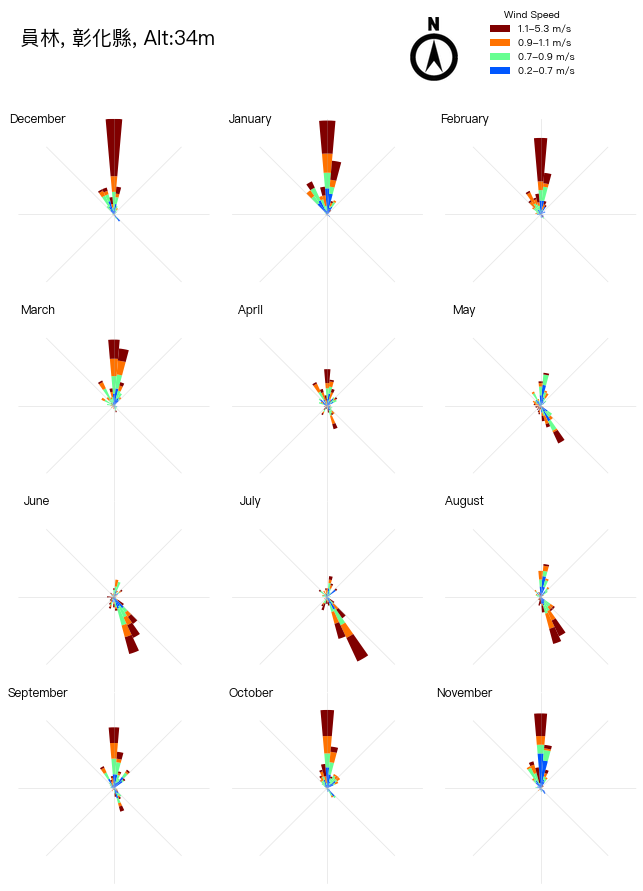 員林, 彰化縣, Alt:34m
N
Wind Speed
1.1–5.3 m/s
0.9–1.1 m/s
0.7–0.9 m/s
0.2–0.7 m/s
December
January
February
March
April
May
June
July
August
September
October
November